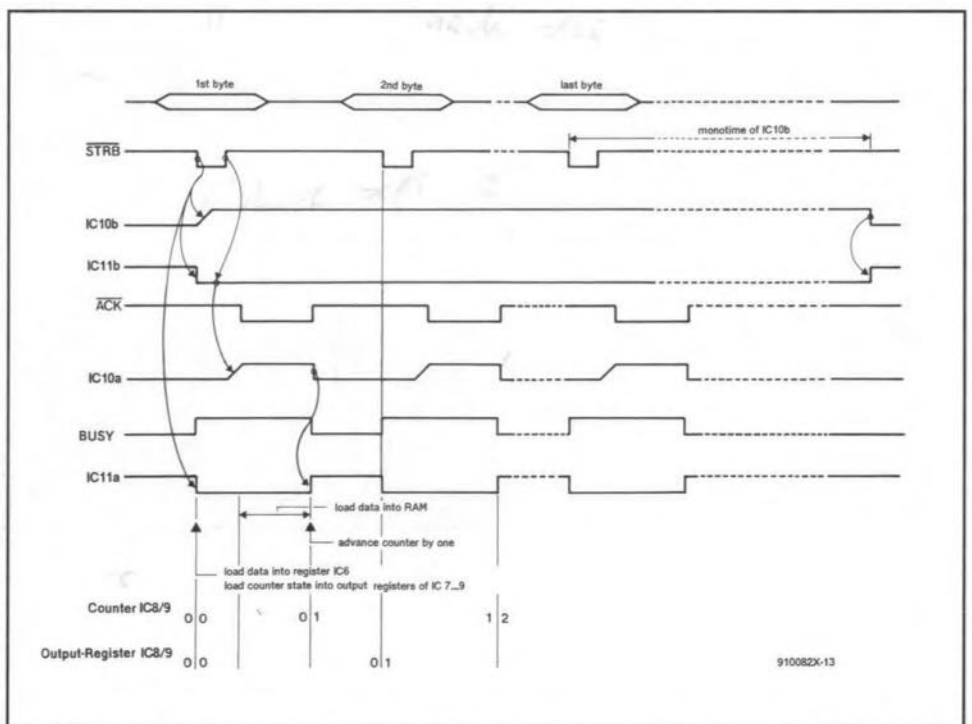 1st byte
2nd byte
last byte
monotime of IC10b
STRB
IC10b
IC11b
ACK
IC10a
BUSY
IC11a
load data into RAM
advance counter by one
load data into register IC6
load counter state into output registers of IC 7...9
Counter IC8/9 0 0 0 1 1 2
Output-Register IC8/9 0 0 0 1
910082X-13